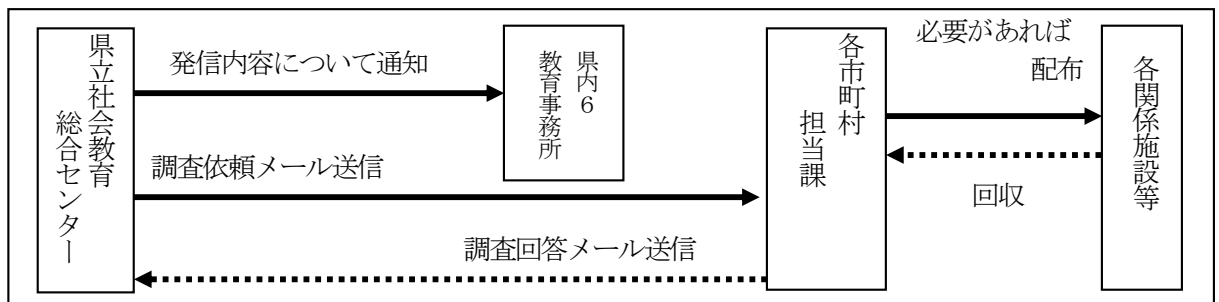 県立社会教育
総合センター
発信内容について通知
県内６
教育事務所
調査依頼メール送信
調査回答メール送信
各市町村
担当課
必要があれば
配布
回収
各関係施設等